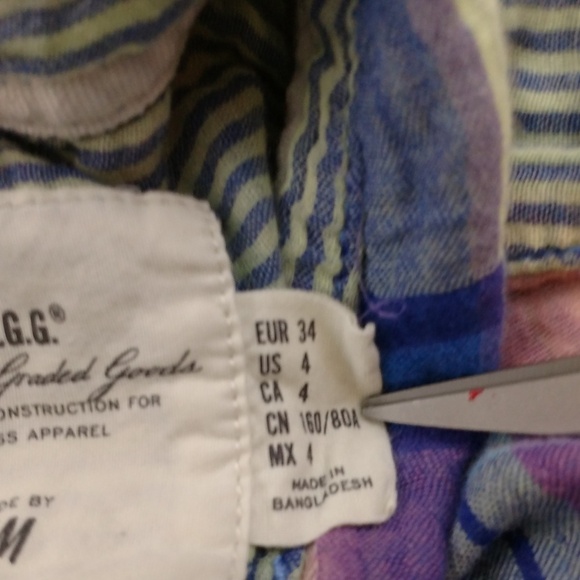 .G.G.®
Graded Goods
ONSTRUCTION FOR
SS APPAREL
DE BY
M
EUR 34
US 4
CA 4
CN 160/80A
MX 4
MADE IN
BANGLADESH